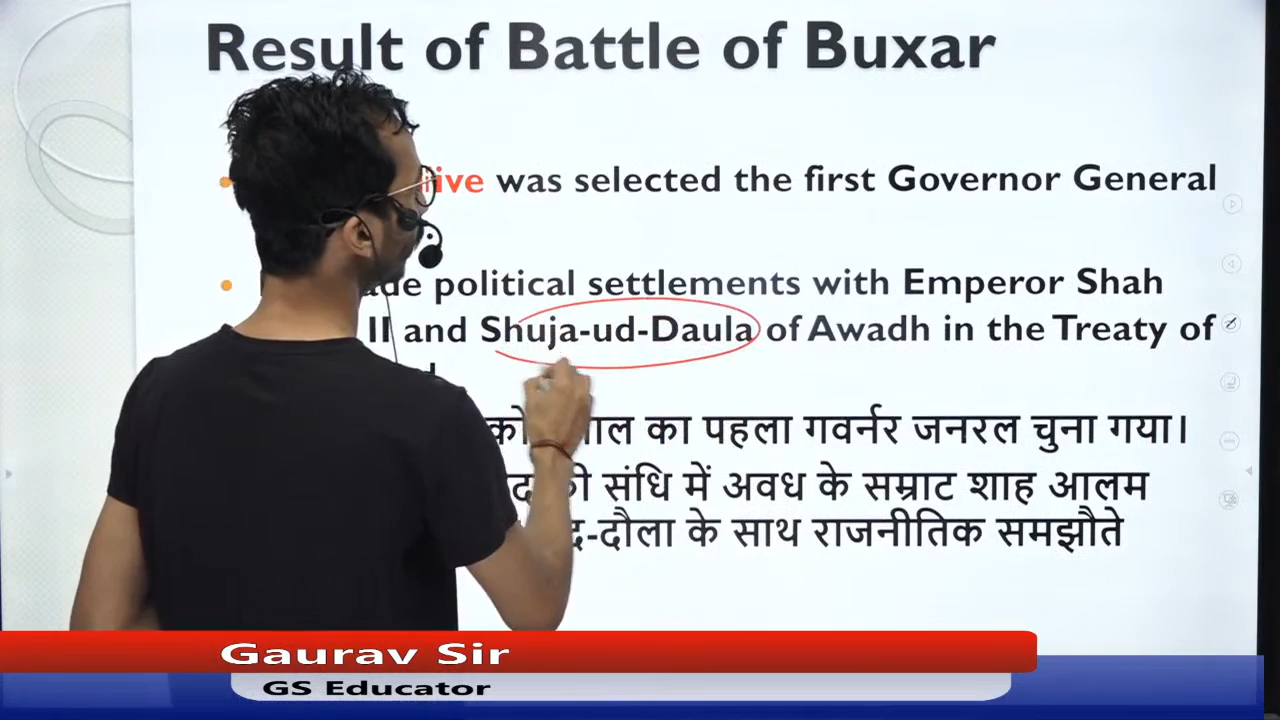 Result of Battle of Buxar
ive was selected the first Governor General
ade political settlements with Emperor Shah
II and Shuja-ud-Daula of Awadh in the Treaty of
को का पहला गवर्नर जनरल चुना गया।
की संधि में अवध के सम्राट शाह आलम
-दौला के साथ राजनीतिक समझौते
Gaurav Sir
GS Educator